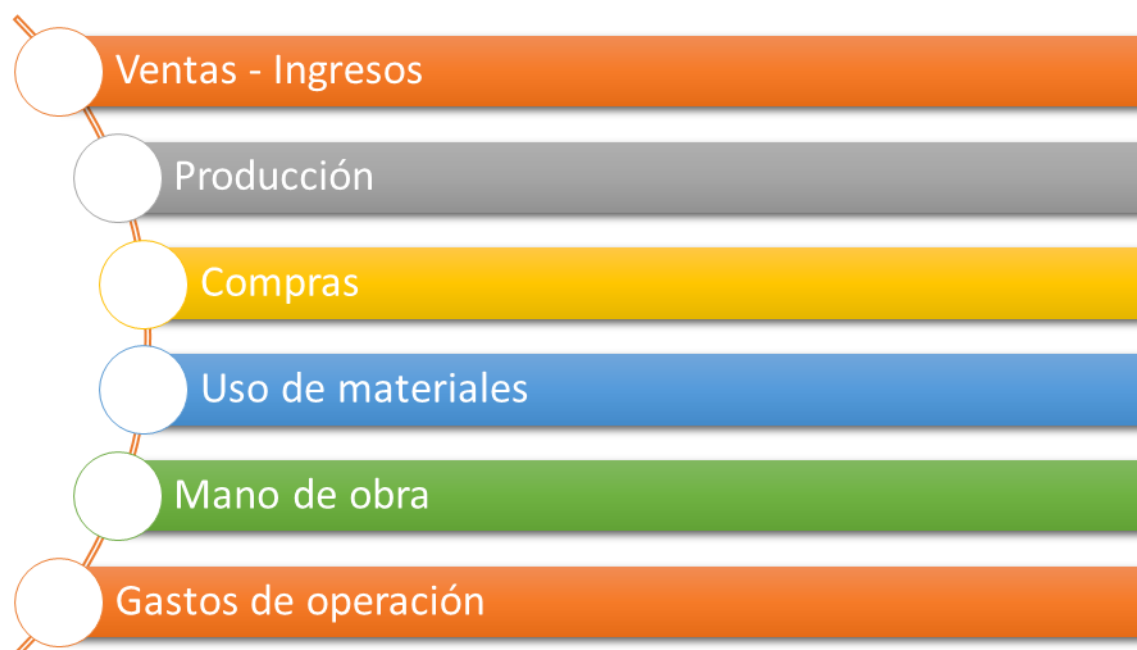 Ventas - Ingresos
Producción
Compras
Uso de materiales
Mano de obra
Gastos de operación